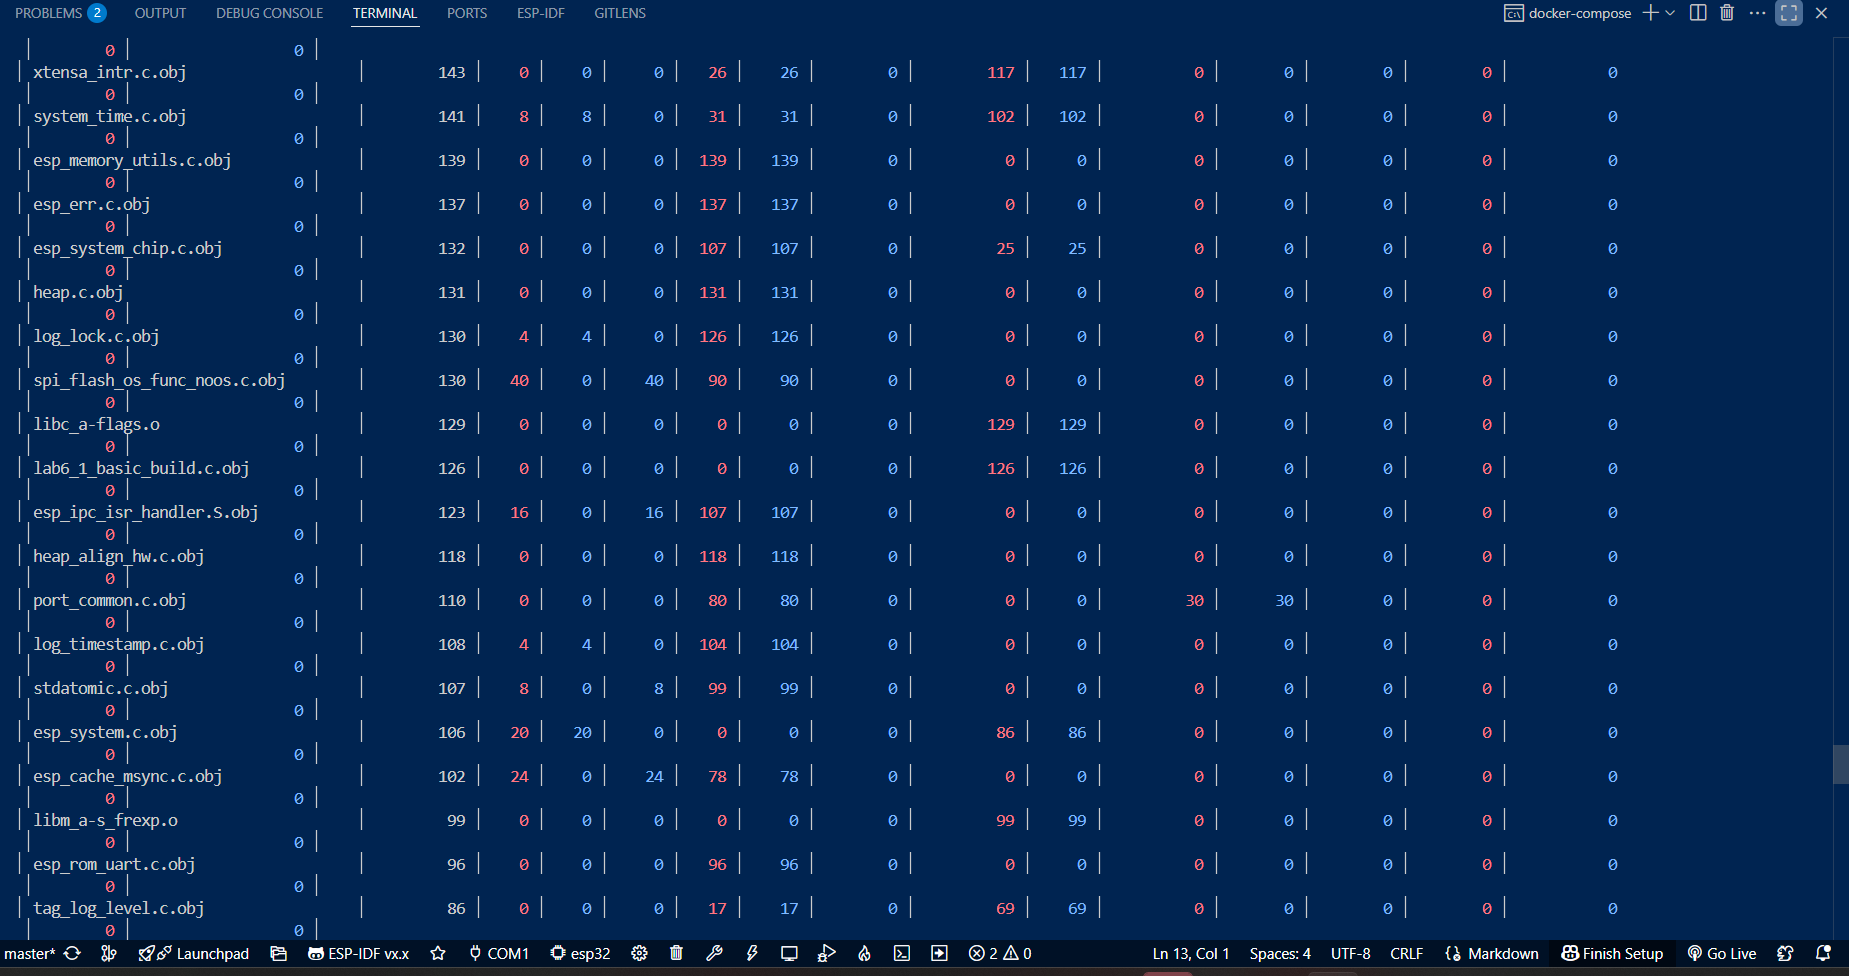 PROBLEMS 2 OUTPUT DEBUG CONSOLE TERMINAL PORTS ESP-IDF GITLENS docker-compose
| 0 | 0 |
| xtensa_intr.c.obj | 143 | 0 | 0 | 0 | 26 | 26 | 0 | 117 | 117 | 0 | 0 | 0 | 0 | 0
| 0 | 0 |
| system_time.c.obj | 141 | 8 | 8 | 0 | 31 | 31 | 0 | 102 | 102 | 0 | 0 | 0 | 0 | 0
| 0 | 0 |
| esp_memory_utils.c.obj | 139 | 0 | 0 | 0 | 139 | 139 | 0 | 0 | 0 | 0 | 0 | 0 | 0 | 0
| 0 | 0 |
| esp_err.c.obj | 137 | 0 | 0 | 0 | 137 | 137 | 0 | 0 | 0 | 0 | 0 | 0 | 0 | 0
| 0 | 0 |
| esp_system_chip.c.obj | 132 | 0 | 0 | 0 | 107 | 107 | 0 | 25 | 25 | 0 | 0 | 0 | 0 | 0
| 0 | 0 |
| heap.c.obj | 131 | 0 | 0 | 0 | 131 | 131 | 0 | 0 | 0 | 0 | 0 | 0 | 0 | 0
| 0 | 0 |
| log_lock.c.obj | 130 | 4 | 4 | 0 | 126 | 126 | 0 | 0 | 0 | 0 | 0 | 0 | 0 | 0
| 0 | 0 |
| spi_flash_os_func_noos.c.obj | 130 | 40 | 0 | 40 | 90 | 90 | 0 | 0 | 0 | 0 | 0 | 0 | 0 | 0
| 0 | 0 |
| libc_a-flags.o | 129 | 0 | 0 | 0 | 0 | 0 | 0 | 129 | 129 | 0 | 0 | 0 | 0 | 0
| 0 | 0 |
| lab6_1_basic_build.c.obj | 126 | 0 | 0 | 0 | 0 | 0 | 0 | 126 | 126 | 0 | 0 | 0 | 0 | 0
| 0 | 0 |
| esp_ipc_isr_handler.S.obj | 123 | 16 | 0 | 16 | 107 | 107 | 0 | 0 | 0 | 0 | 0 | 0 | 0 | 0
| 0 | 0 |
| heap_align_hw.c.obj | 118 | 0 | 0 | 0 | 118 | 118 | 0 | 0 | 0 | 0 | 0 | 0 | 0 | 0
| 0 | 0 |
| port_common.c.obj | 110 | 0 | 0 | 0 | 80 | 80 | 0 | 0 | 0 | 30 | 30 | 0 | 0 | 0
| 0 | 0 |
| log_timestamp.c.obj | 108 | 4 | 4 | 0 | 104 | 104 | 0 | 0 | 0 | 0 | 0 | 0 | 0 | 0
| 0 | 0 |
| stdatomic.c.obj | 107 | 8 | 0 | 8 | 99 | 99 | 0 | 0 | 0 | 0 | 0 | 0 | 0 | 0
| 0 | 0 |
| esp_system.c.obj | 106 | 20 | 20 | 0 | 0 | 0 | 0 | 86 | 86 | 0 | 0 | 0 | 0 | 0
| 0 | 0 |
| esp_cache_msync.c.obj | 102 | 24 | 0 | 24 | 78 | 78 | 0 | 0 | 0 | 0 | 0 | 0 | 0 | 0
| 0 | 0 |
| libm_a-s_frexp.o | 99 | 0 | 0 | 0 | 0 | 0 | 0 | 99 | 99 | 0 | 0 | 0 | 0 | 0
| 0 | 0 |
| esp_rom_uart.c.obj | 96 | 0 | 0 | 0 | 96 | 96 | 0 | 0 | 0 | 0 | 0 | 0 | 0 | 0
| 0 | 0 |
| tag_log_level.c.obj | 86 | 0 | 0 | 0 | 17 | 17 | 0 | 69 | 69 | 0 | 0 | 0 | 0 | 0
| 0 | 0 |
master* Launchpad ESP-IDF vx.x COM1 esp32 2 0 Ln 13, Col 1 Spaces: 4 UTF-8 CRLF Markdown Finish Setup Go Live